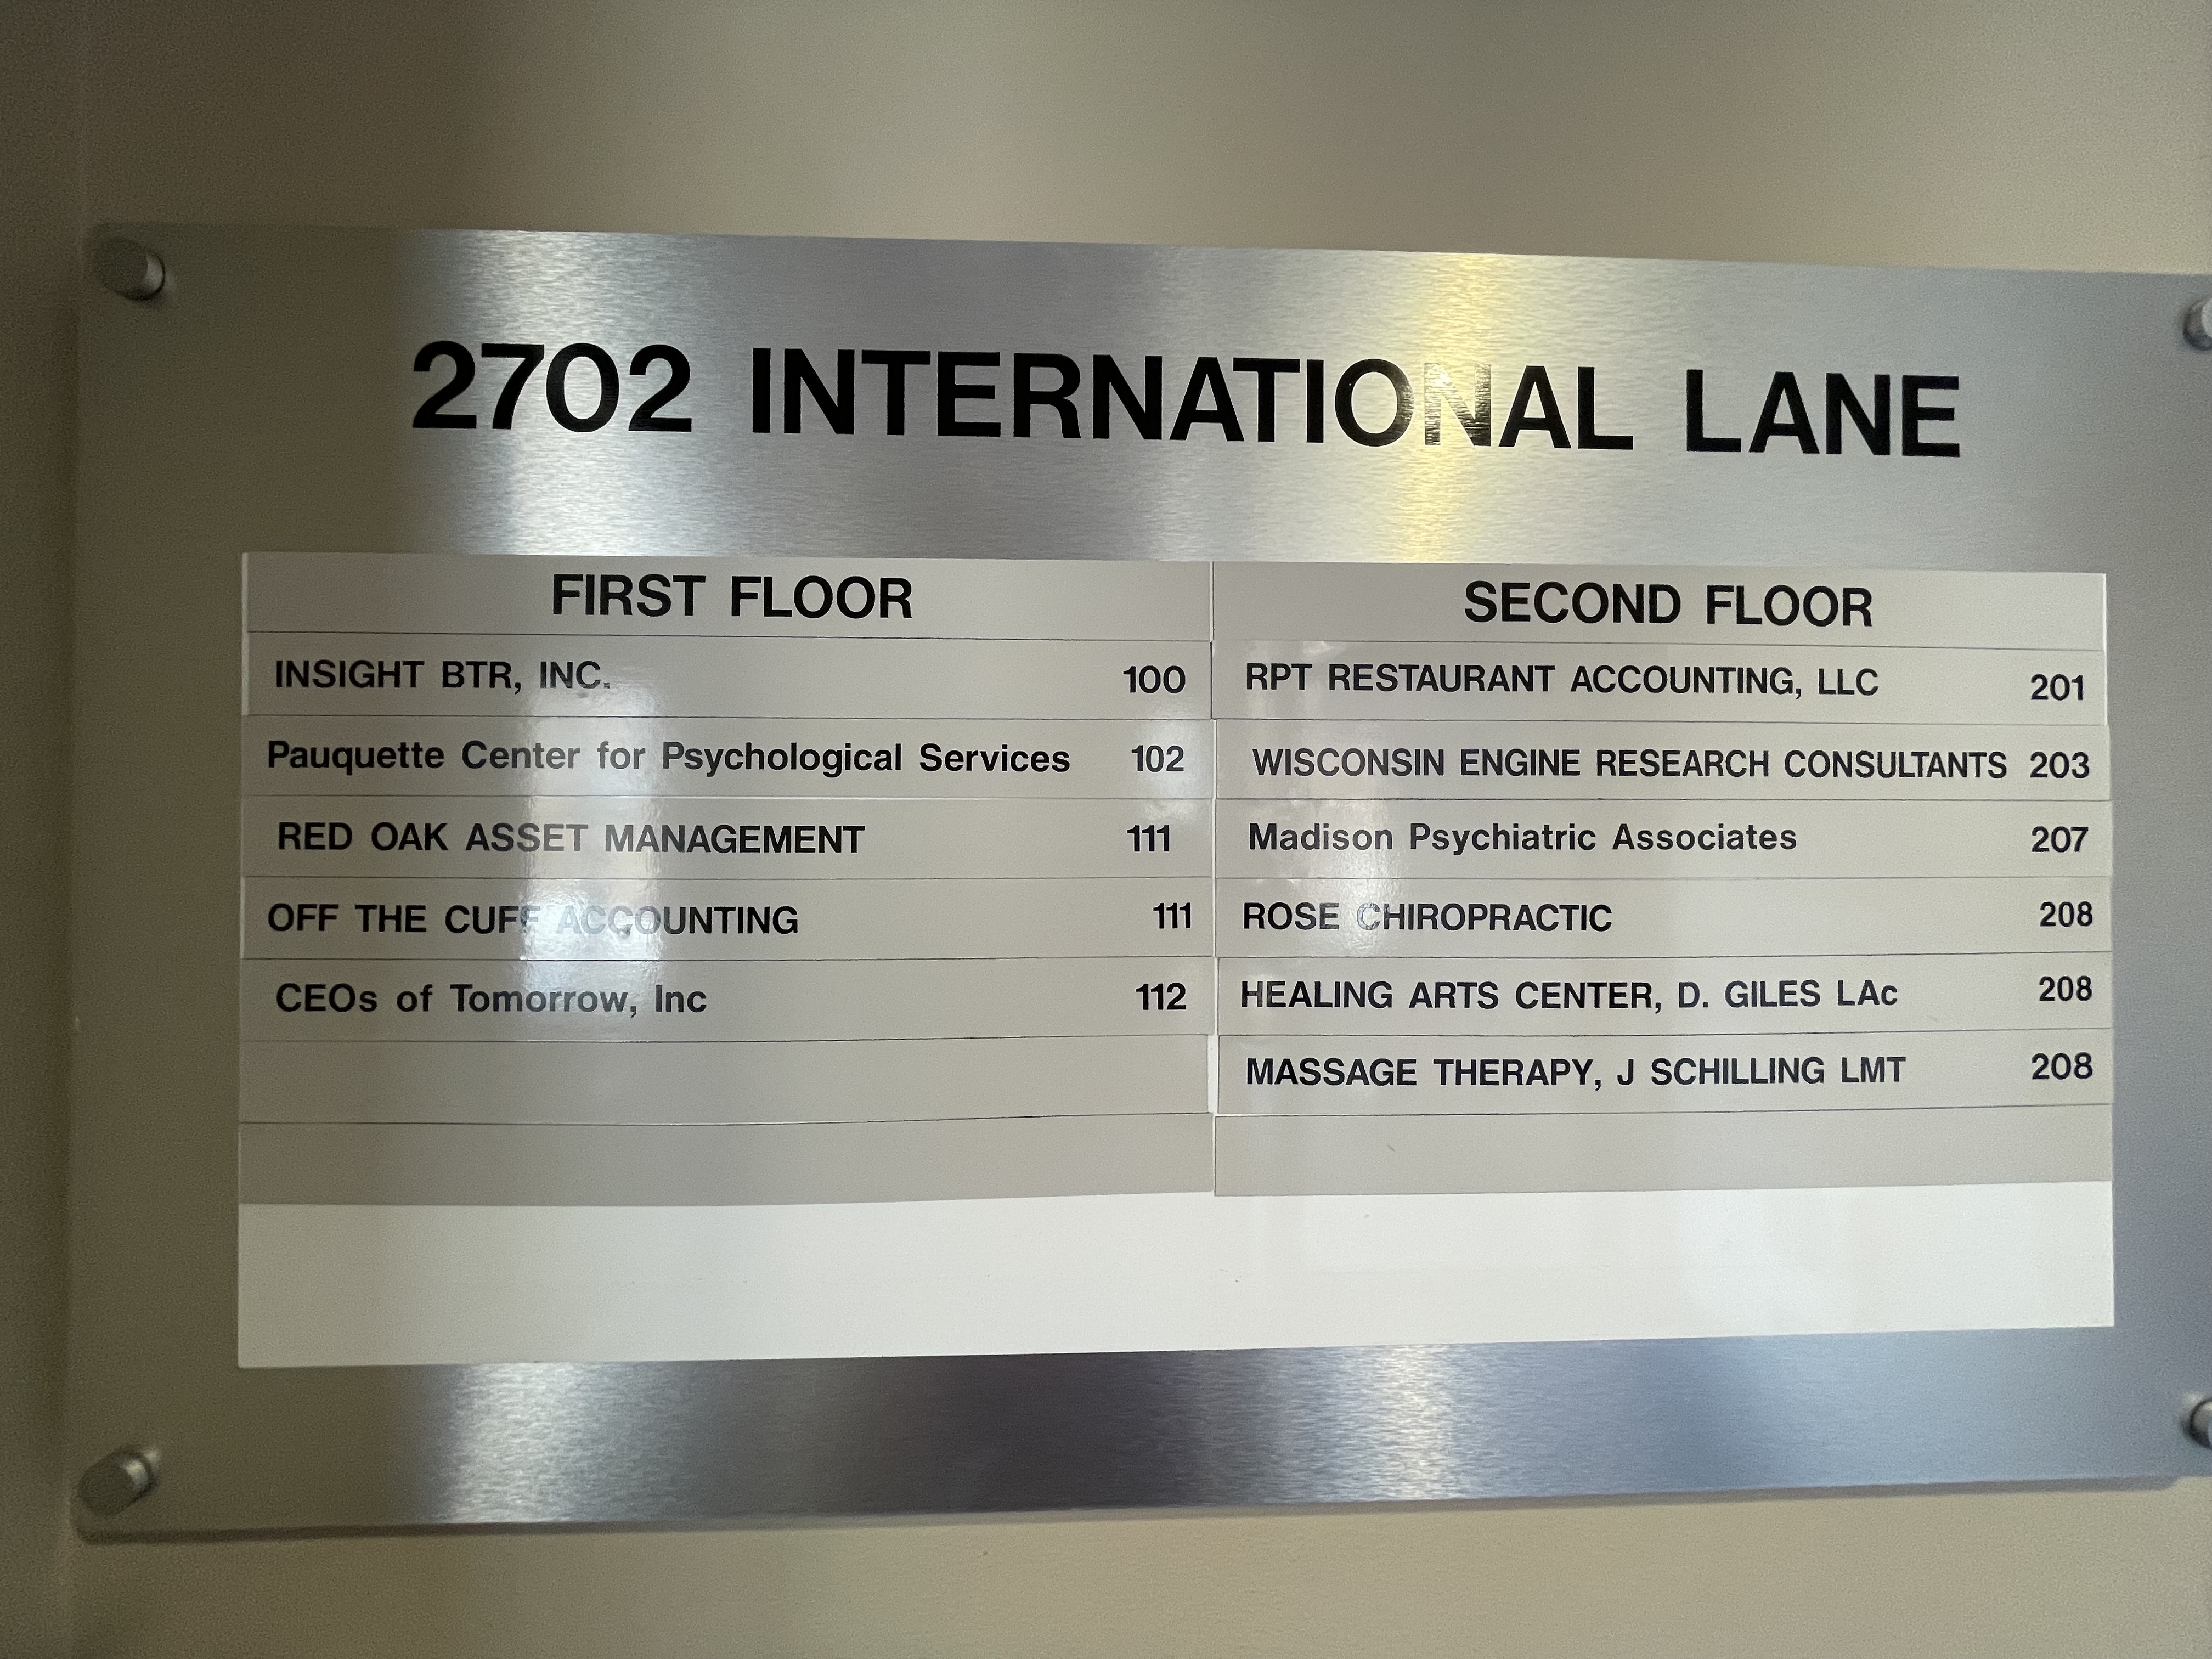 2702 INTERNATIONAL LANE
FIRST FLOOR
INSIGHT BTR, INC. 100
Pauquette Center for Psychological Services 102
RED OAK ASSET MANAGEMENT 111
OFF THE CUFF ACCOUNTING 111
CEOs of Tomorrow, Inc 112
SECOND FLOOR
RPT RESTAURANT ACCOUNTING, LLC 201
WISCONSIN ENGINE RESEARCH CONSULTANTS 203
Madison Psychiatric Associates 207
ROSE CHIROPRACTIC 208
HEALING ARTS CENTER, D. GILES LAc 208
MASSAGE THERAPY, J SCHILLING LMT 208